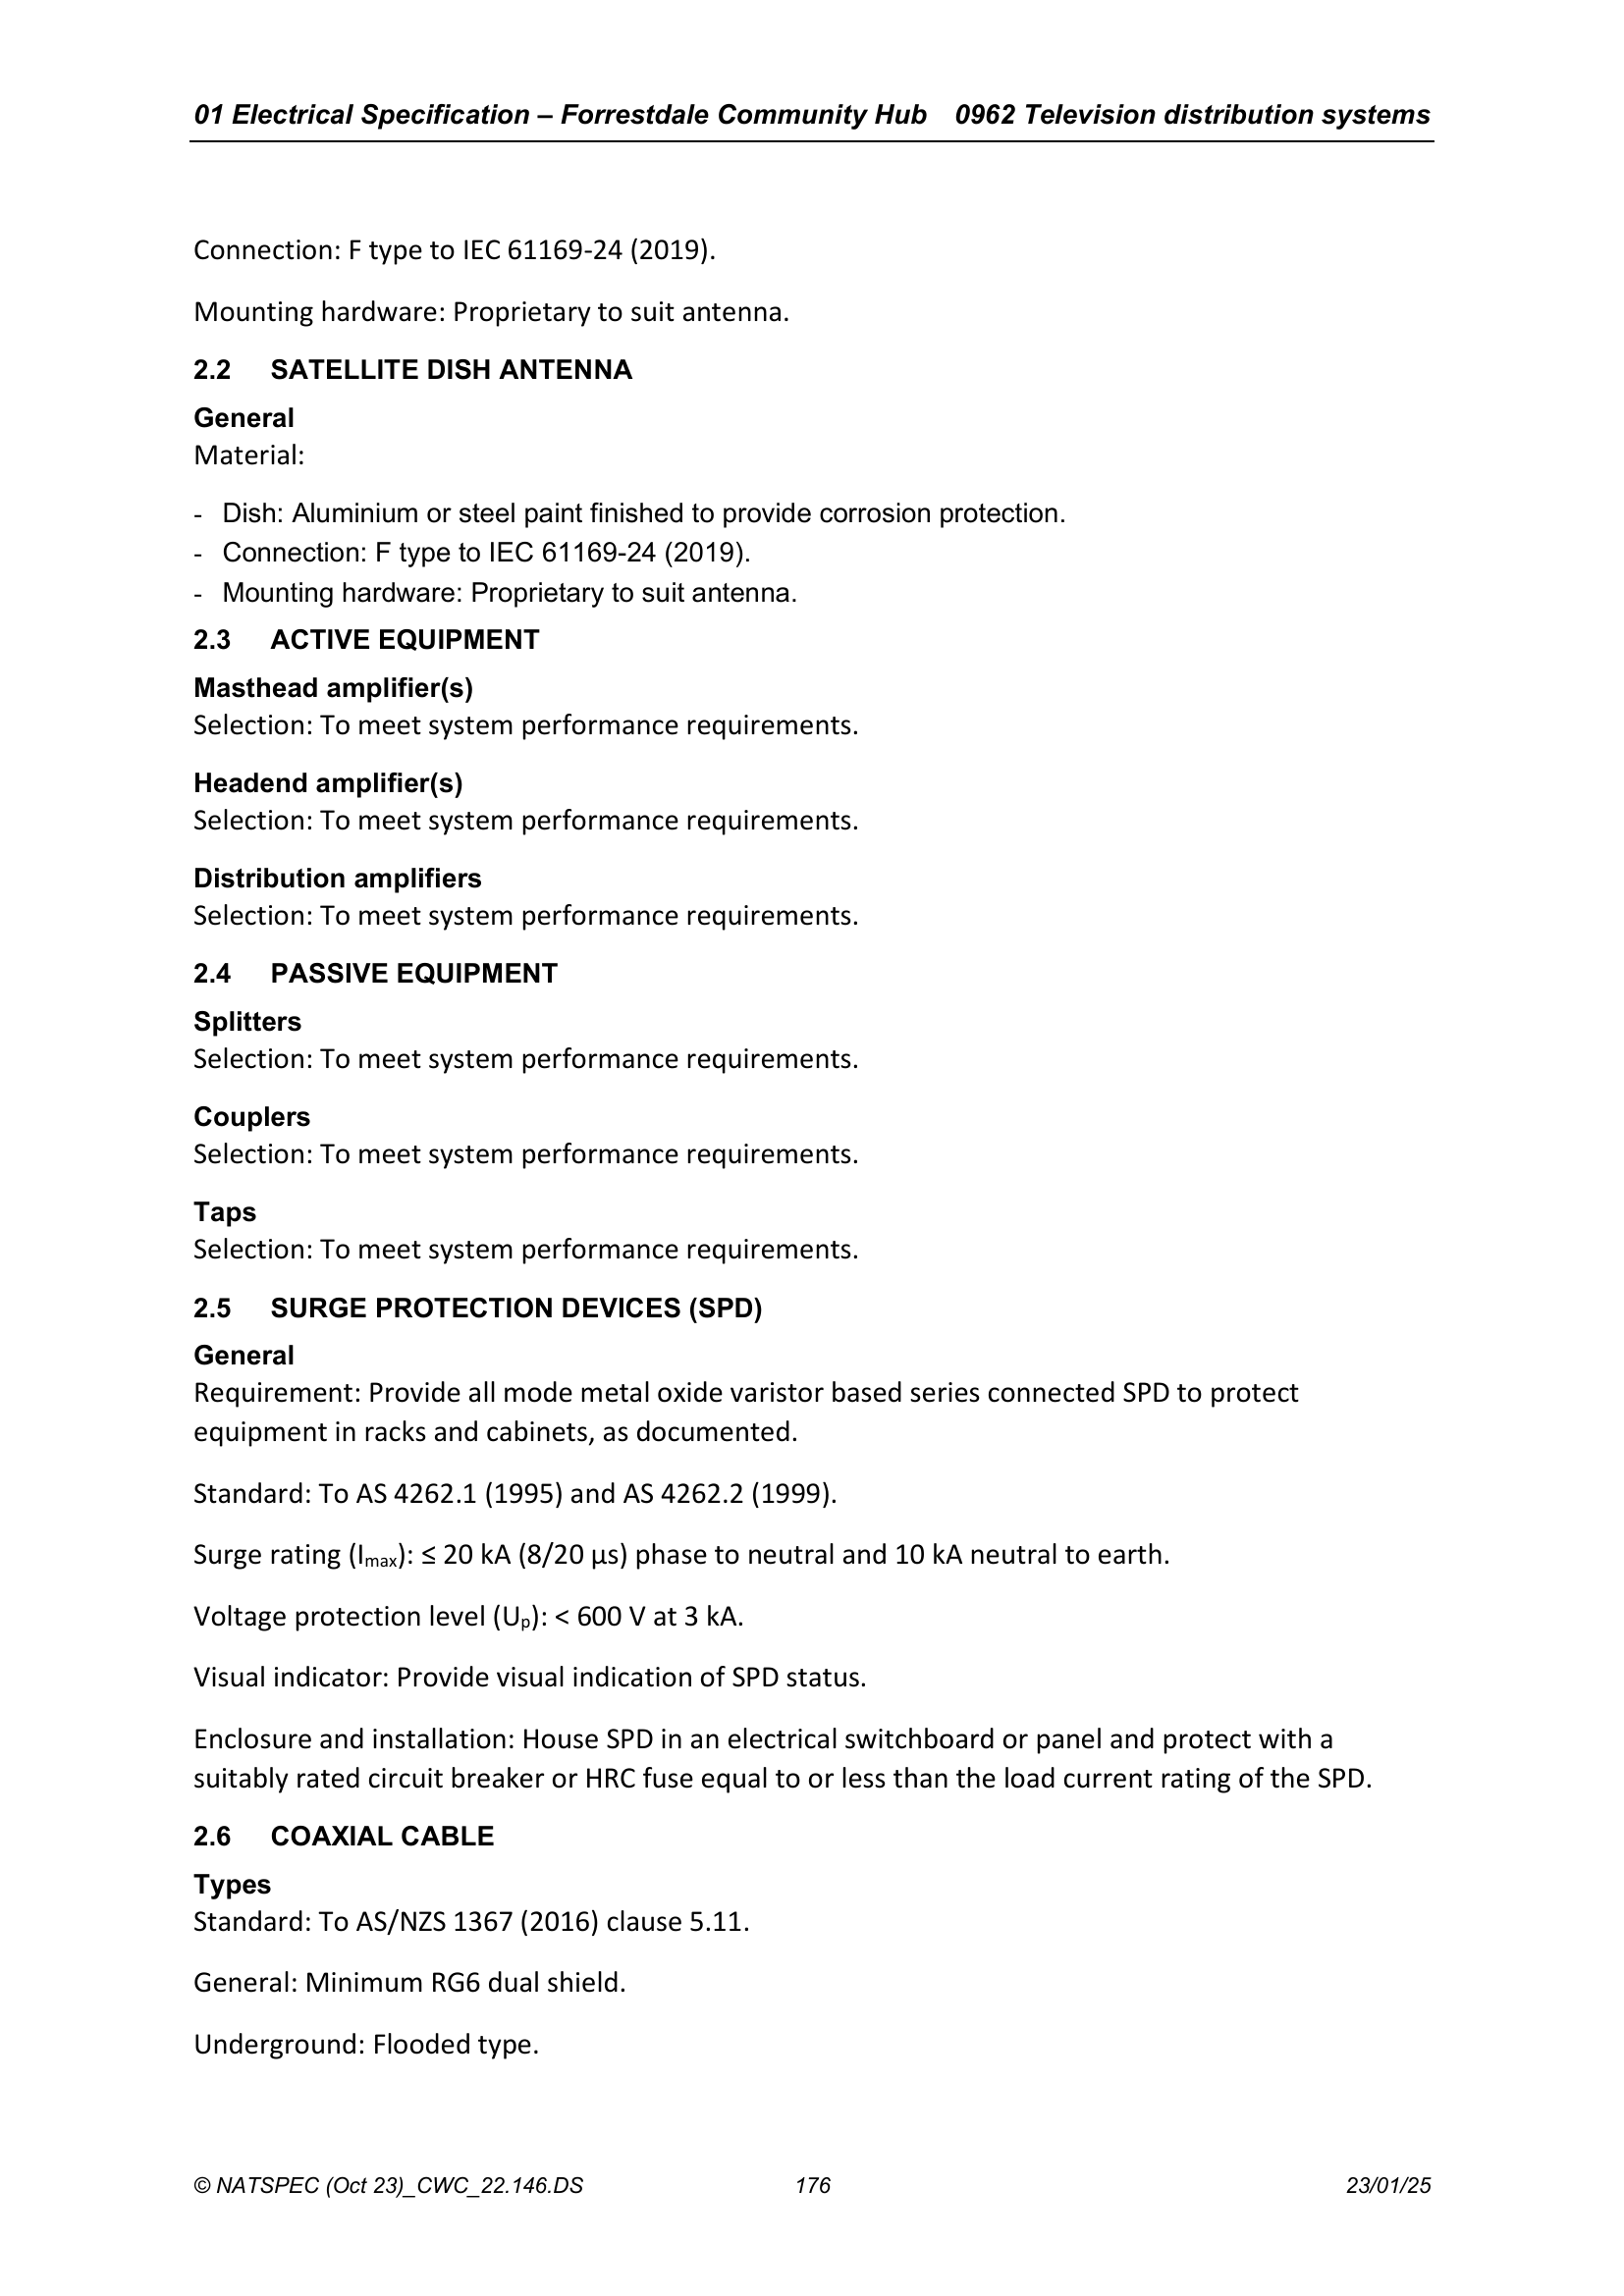 01 Electrical Specification – Forrestdale Community Hub 0962 Television distribution systems
Connection: F type to IEC 61169-24 (2019).
Mounting hardware: Proprietary to suit antenna.
2.2 SATELLITE DISH ANTENNA
General
Material:
- Dish: Aluminium or steel paint finished to provide corrosion protection.
- Connection: F type to IEC 61169-24 (2019).
- Mounting hardware: Proprietary to suit antenna.
2.3 ACTIVE EQUIPMENT
Masthead amplifier(s)
Selection: To meet system performance requirements.
Headend amplifier(s)
Selection: To meet system performance requirements.
Distribution amplifiers
Selection: To meet system performance requirements.
2.4 PASSIVE EQUIPMENT
Splitters
Selection: To meet system performance requirements.
Couplers
Selection: To meet system performance requirements.
Taps
Selection: To meet system performance requirements.
2.5 SURGE PROTECTION DEVICES (SPD)
General
Requirement: Provide all mode metal oxide varistor based series connected SPD to protect
equipment in racks and cabinets, as documented.
Standard: To AS 4262.1 (1995) and AS 4262.2 (1999).
Surge rating (Imax): ≤ 20 kA (8/20 µs) phase to neutral and 10 kA neutral to earth.
Voltage protection level (Up): < 600 V at 3 kA.
Visual indicator: Provide visual indication of SPD status.
Enclosure and installation: House SPD in an electrical switchboard or panel and protect with a
suitably rated circuit breaker or HRC fuse equal to or less than the load current rating of the SPD.
2.6 COAXIAL CABLE
Types
Standard: To AS/NZS 1367 (2016) clause 5.11.
General: Minimum RG6 dual shield.
Underground: Flooded type.
© NATSPEC (Oct 23)_CWC_22.146.DS 176 23/01/25